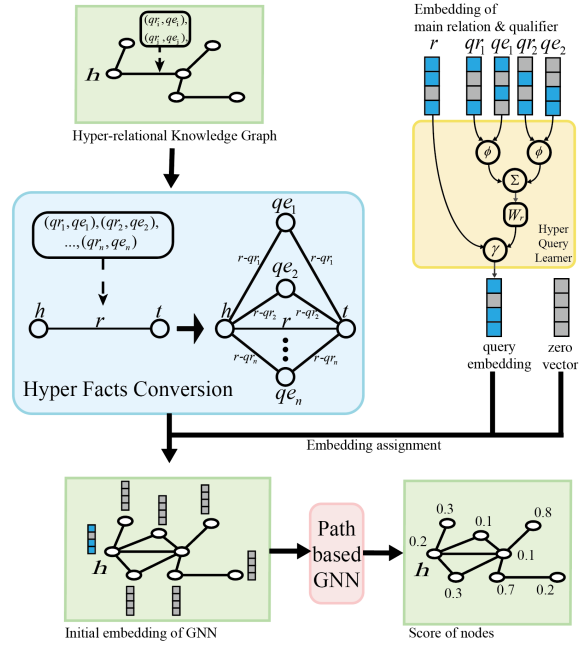 (qr₁, qe₁),
(qr₁, qe₁),
h
Hyper-relational Knowledge Graph
Embedding of
main relation & qualifier
r qr₁ qe₁ qr₂ qe₂
ϕ ϕ
Σ
Wᵣ
γ
Hyper
Query
Learner
query
embedding
zero
vector
(qr₁, qe₁),(qr₂, qe₂),
...,(qrₙ, qeₙ)
h r t
qe₁
r-qr₁ r-qr₁
qe₂
r-qr₂ r-qr₂
h r t
r-qrₙ r-qrₙ
qeₙ
Hyper Facts Conversion
Embedding assignment
h
Initial embedding of GNN
Path
based
GNN
0.3 0.1 0.8
0.2 0.1
h
0.3 0.7 0.2
Score of nodes